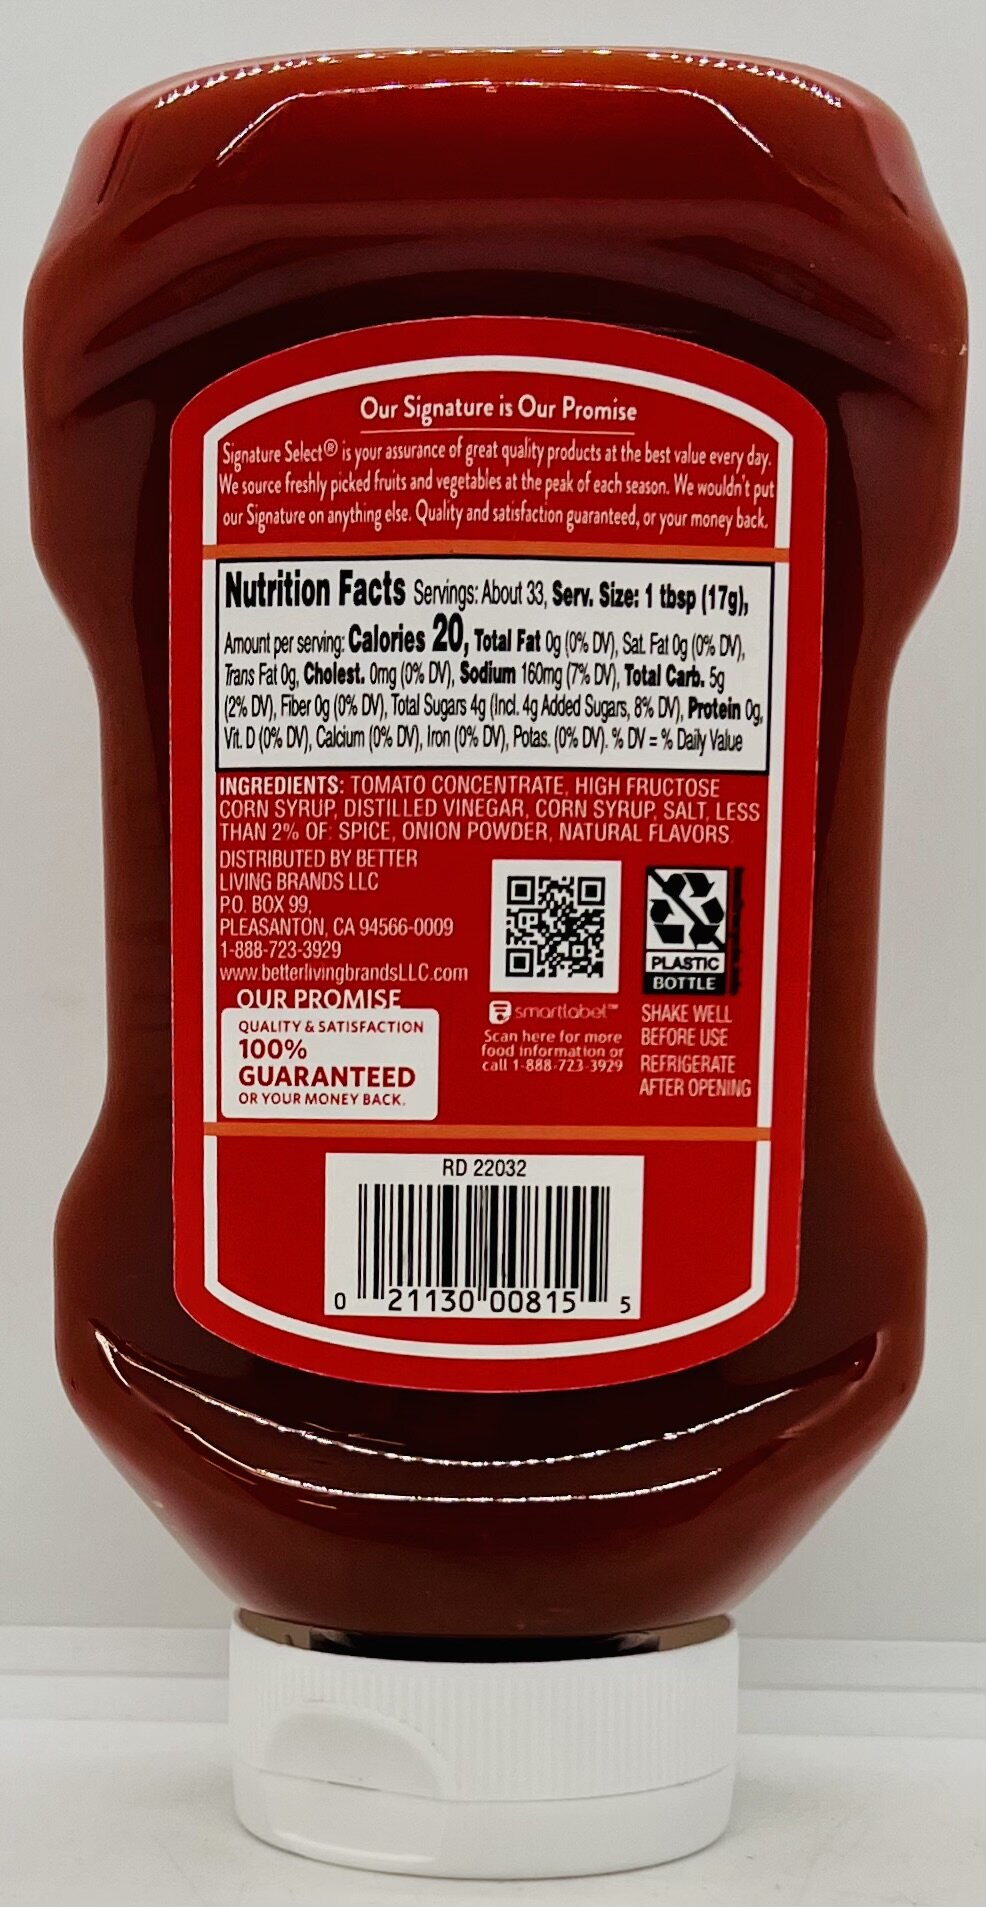 Our Signature is Our Promise
Signature Select® is your assurance of great quality products at the best value every day.
We source freshly picked fruits and vegetables at the peak of each season. We wouldn't put
our Signature on anything else. Quality and satisfaction guaranteed, or your money back.
Nutrition Facts Servings: About 33, Serv. Size: 1 tbsp (17g),
Amount per serving: Calories 20, Total Fat 0g (0% DV), Sat. Fat 0g (0% DV),
Trans Fat 0g, Cholest. 0mg (0% DV), Sodium 160mg (7% DV), Total Carb. 5g
(2% DV), Fiber 0g (0% DV), Total Sugars 4g (Incl. 4g Added Sugars, 8% DV), Protein 0g,
Vit. D (0% DV), Calcium (0% DV), Iron (0% DV), Potas. (0% DV). % DV = % Daily Value
INGREDIENTS: TOMATO CONCENTRATE, HIGH FRUCTOSE
CORN SYRUP, DISTILLED VINEGAR, CORN SYRUP, SALT, LESS
THAN 2% OF: SPICE, ONION POWDER, NATURAL FLAVORS.
DISTRIBUTED BY BETTER
LIVING BRANDS LLC
P.O. BOX 99,
PLEASANTON, CA 94566-0009
1-888-723-3929
www.betterlivingbrandsLLC.com
OUR PROMISE
QUALITY & SATISFACTION
100%
GUARANTEED
OR YOUR MONEY BACK.
smartlabel™
Scan here for more
food information or
call 1-888-723-3929
PLASTIC
BOTTLE
SHAKE WELL
BEFORE USE
REFRIGERATE
AFTER OPENING
RD 22032
0 21130 00815 5